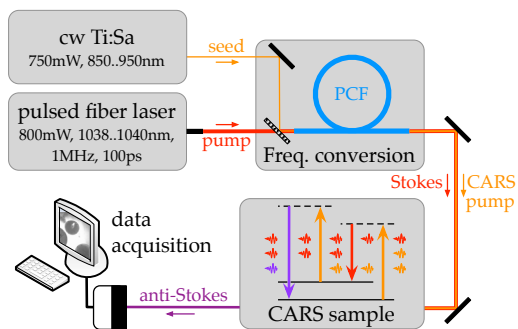 cw Ti:Sa
750mW, 850..950nm
seed
pulsed fiber laser
800mW, 1038..1040nm,
1MHz, 100ps
pump
PCF
Freq. conversion
Stokes
CARS
pump
data
acquisition
anti-Stokes
CARS sample